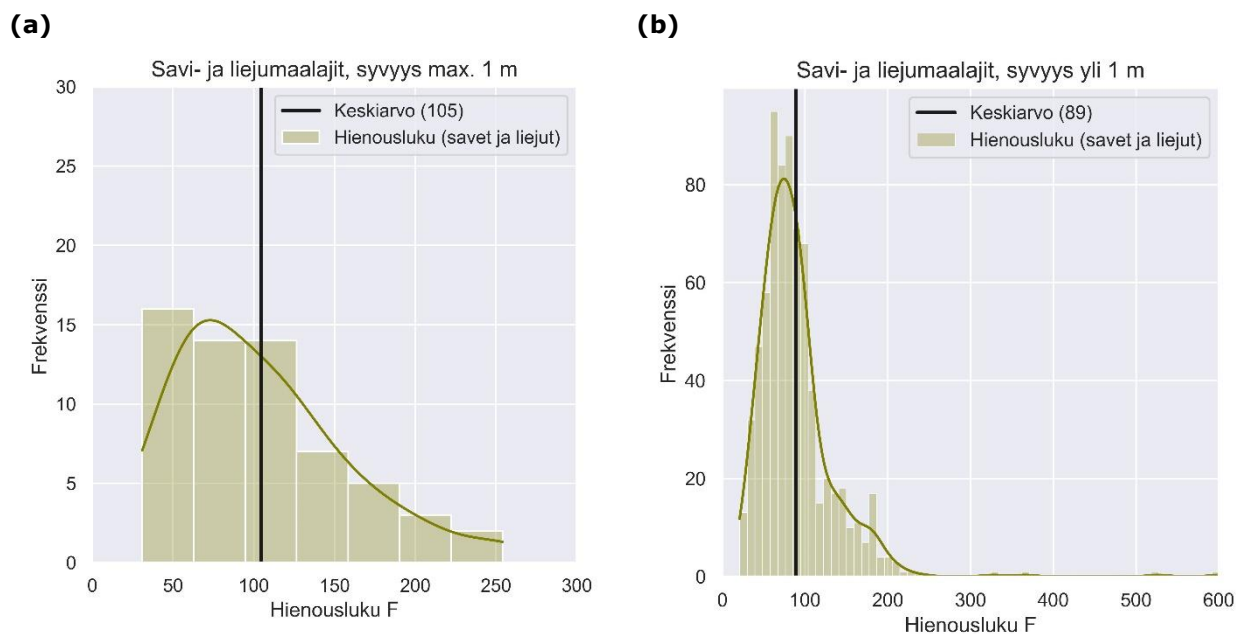 (a)
Savi- ja liejumaalajit, syvyys max. 1 m
Keskiarvo (105)
Hienousluku (savet ja liejut)
30
25
20
15
10
5
0
Frekvenssi
0 50 100 150 200 250 300
Hienousluku F
(b)
Savi- ja liejumaalajit, syvyys yli 1 m
Keskiarvo (89)
Hienousluku (savet ja liejut)
80
60
40
20
0
Frekvenssi
0 100 200 300 400 500 600
Hienousluku F